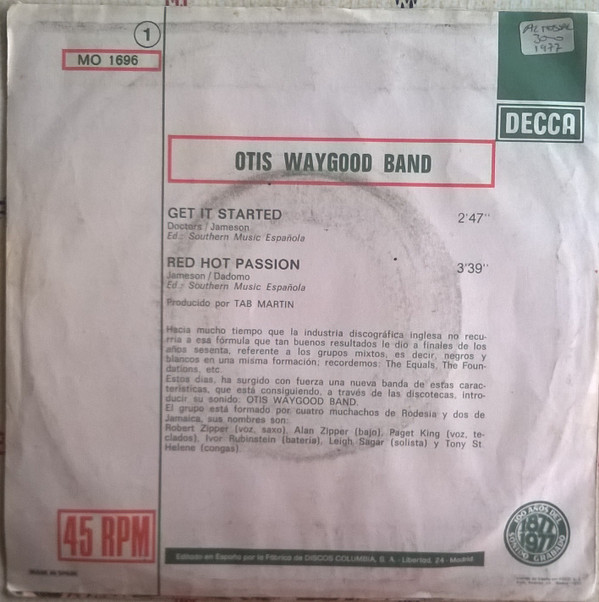 1
MO 1696
3000
1977
DECCA
OTIS WAYGOOD BAND
GET IT STARTED 2'47''
Doctors / Jameson
Ed.: Southern Music Española
RED HOT PASSION 3'39''
Jameson / Dadomo
Ed.: Southern Music Española
Producido por TAB MARTIN
Hacia mucho tiempo que la industria discográfica inglesa no recu-
rría a esa fórmula que tan buenos resultados le dio a finales de los
años sesenta, referente a los grupos mixtos, es decir, negros y
blancos en una misma formación; recordemos: The Equals, The Foun-
dations, etc.
Estos días, ha surgido con fuerza una nueva banda de estas carac-
terísticas, que está consiguiendo, a través de las discotecas, intro-
ducir su sonido: OTIS WAYGOOD BAND.
El grupo está formado por cuatro muchachos de Rodesia y dos de
Jamaica, sus nombres son:
Robert Zipper (voz, saxo), Alan Zipper (bajo), Paget King (voz, te-
clados), Ivor Rubinstein (batería), Leigh Sagar (solista) y Tony St.
Helene (congas).
45 RPM
100 AÑOS DEL
1877
1977
SONIDO GRABADO
Editado en España por la Fábrica de DISCOS COLUMBIA, S. A. - Libertad, 24 - Madrid
MADE IN SPAIN